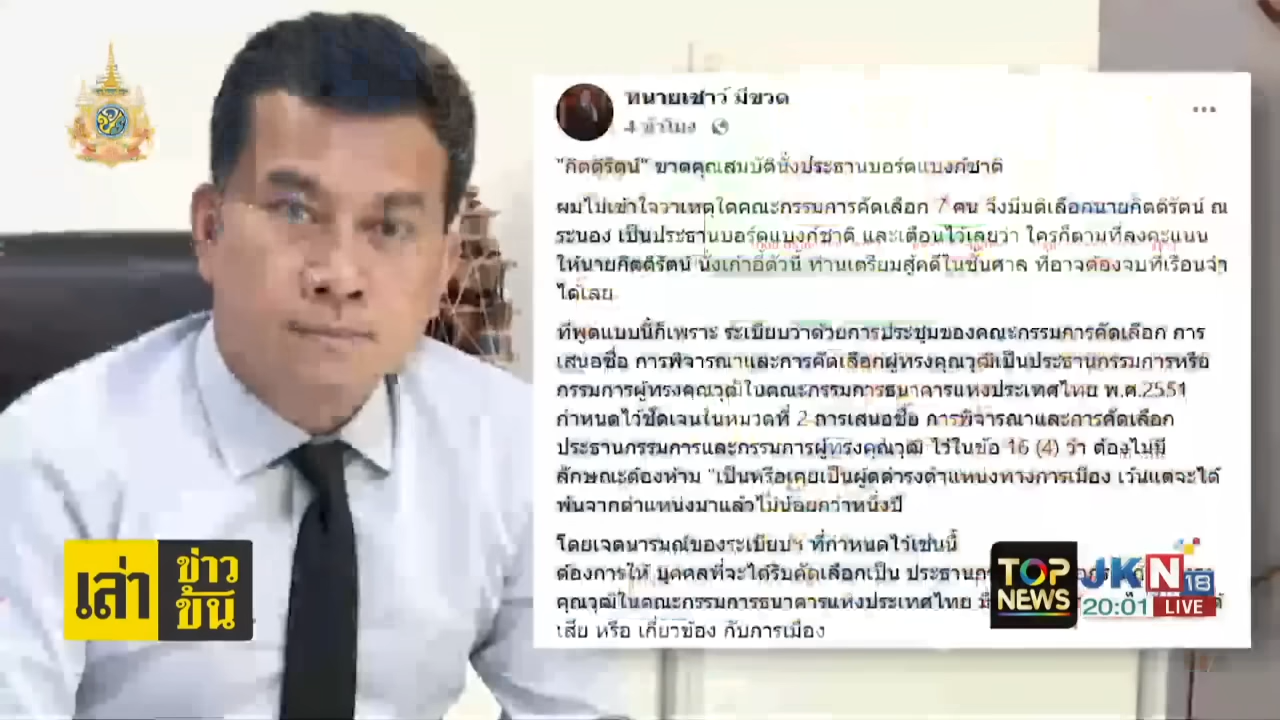 ทนายเชาว์ มีขวด
4 ชั่วโมง
"กิตติรัตน์" ขาดคุณสมบัตินั่งประธานบอร์ดแบงก์ชาติ
ผมไม่เข้าใจว่าเหตุใดคณะกรรมการคัดเลือก 7 คน จึงมีมติเลือกนายกิตติรัตน์ ณ
ระนอง เป็นประธานบอร์ดแบงก์ชาติ และเตือนไว้เลยว่า ใครก็ตามที่ลงคะแนน
ให้นายกิตติรัตน์ นั่งเก้าอี้ตัวนี้ ท่านเตรียมสู้คดีในชั้นศาล ที่อาจต้องจบที่เรือนจำ
ได้เลย
ที่พูดแบบนี้ก็เพราะ ระเบียบว่าด้วยการประชุมของคณะกรรมการคัดเลือก การ
เสนอชื่อ การพิจารณาและการคัดเลือกผู้ทรงคุณวุฒิเป็นประธานกรรมการหรือ
กรรมการผู้ทรงคุณวุฒิในคณะกรรมการธนาคารแห่งประเทศไทย พ.ศ.2551
กำหนดไว้ชัดเจนในหมวดที่ 2 การเสนอชื่อ การพิจารณาและการคัดเลือก
ประธานกรรมการและกรรมการผู้ทรงคุณวุฒิ ไว้ในข้อ 16 (4) ว่า ต้องไม่มี
ลักษณะต้องห้าม "เป็นหรือเคยเป็นผู้ดำรงตำแหน่งทางการเมือง เว้นแต่จะได้
พ้นจากตำแหน่งมาแล้วไม่น้อยกว่าหนึ่งปี
โดยเจตนารมณ์ของระเบียบฯ ที่กำหนดไว้เช่นนี้
ต้องการให้ บุคคลที่จะได้รับคัดเลือกเป็น
คุณวุฒิในคณะกรรมการธนาคารแห่งประเทศไทย
เสีย หรือ เกี่ยวข้อง กับการเมือง
เล่า
ข่าว
ข้น
TOP
NEWS
JKN
18
20:01
LIVE